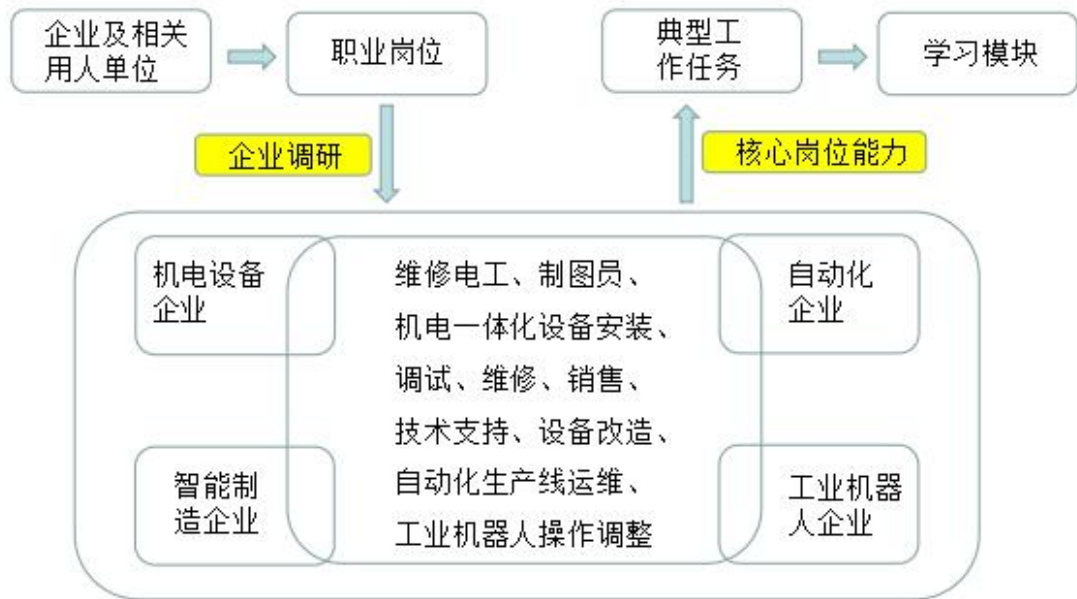 企业及相关
用人单位
职业岗位
典型工
作任务
学习模块
企业调研
核心岗位能力
机电设备
企业
维修电工、制图员、
机电一体化设备安装、
调试、维修、销售、
技术支持、设备改造、
自动化生产线运维、
工业机器人操作调整
自动化
企业
智能制
造企业
工业机器
人企业